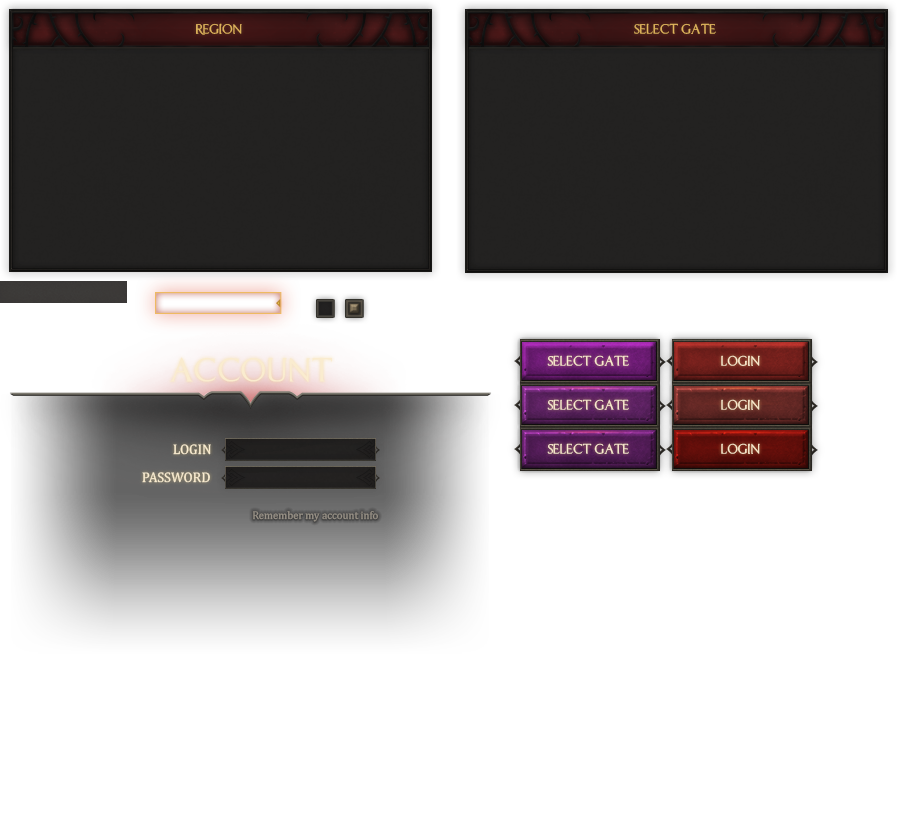 REGION
SELECT GATE
ACCOUNT
LOGIN
PASSWORD
Remember my account info
SELECT GATE
LOGIN
SELECT GATE
LOGIN
SELECT GATE
LOGIN